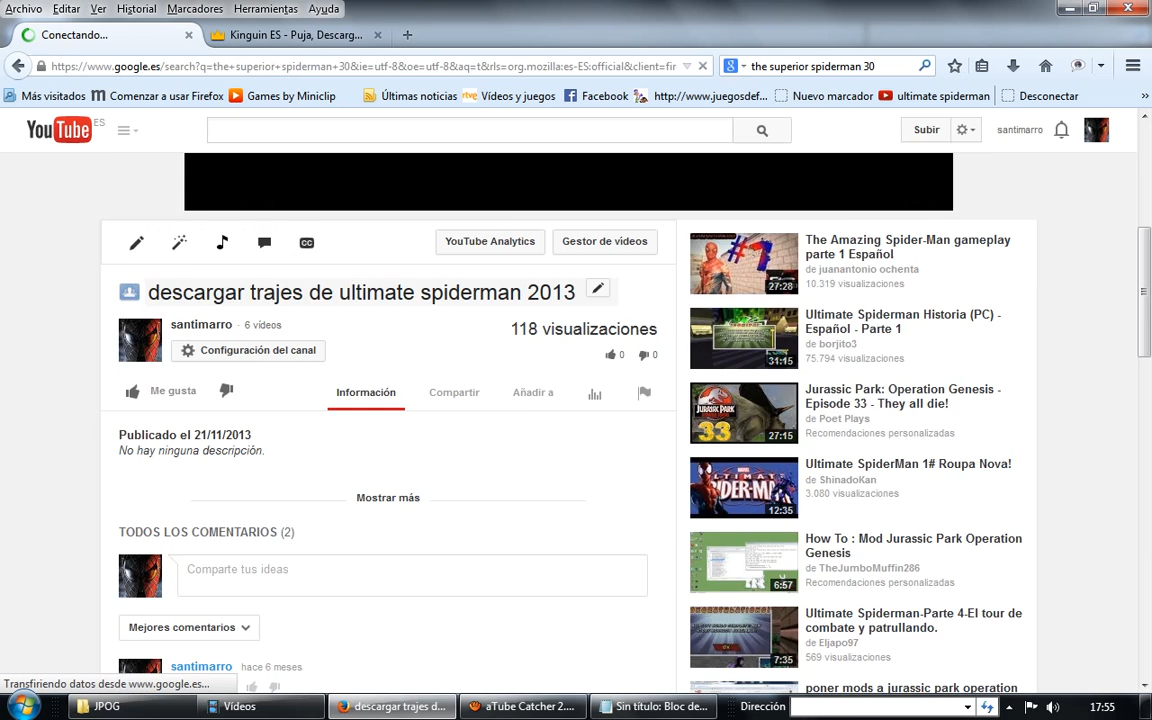 Archivo Editar Ver Historial Marcadores Herramientas Ayuda
Conectando...
Kinguin ES - Puja, Descarg...
https://www.google.es/search?q=the+superior+spiderman+30&ie=utf-8&oe=utf-8&aq=t&rls=org.mozilla:es-ES:official&client=fir
the superior spiderman 30
Más visitados
Comenzar a usar Firefox
Games by Miniclip
Últimas noticias
rtve Vídeos y juegos
Facebook
http://www.juegosdef...
Nuevo marcador
ultimate spiderman
Desconectar
YouTube ES
Subir
santimarro
YouTube Analytics
Gestor de vídeos
descargar trajes de ultimate spiderman 2013
santimarro · 6 vídeos
Configuración del canal
118 visualizaciones
0 0
Me gusta
Información
Compartir
Añadir a
Publicado el 21/11/2013
No hay ninguna descripción.
Mostrar más
TODOS LOS COMENTARIOS (2)
Comparte tus ideas
Mejores comentarios
santimarro hace 6 meses
#1
27:28
The Amazing Spider-Man gameplay
parte 1 Español
de juanantonio ochenta
10.319 visualizaciones
31:15
Ultimate Spiderman Historia (PC) -
Español - Parte 1
de borjito3
75.794 visualizaciones
JURASSIC PARK
33
27:15
Jurassic Park: Operation Genesis -
Episode 33 - They all die!
de Poet Plays
Recomendaciones personalizadas
12:35
Ultimate SpiderMan 1# Roupa Nova!
de ShinadoKan
3.080 visualizaciones
6:57
How To : Mod Jurassic Park Operation
Genesis
de TheJumboMuffin286
Recomendaciones personalizadas
7:35
Ultimate Spiderman-Parte 4-El tour de
combate y patrullando.
de Eljapo97
569 visualizaciones
poner mods a jurassic park operation
Transfiriendo datos desde www.google.es...
JPOG
Vídeos
descargar trajes d...
aTube Catcher 2....
Sin título: Bloc de...
Dirección
17:55